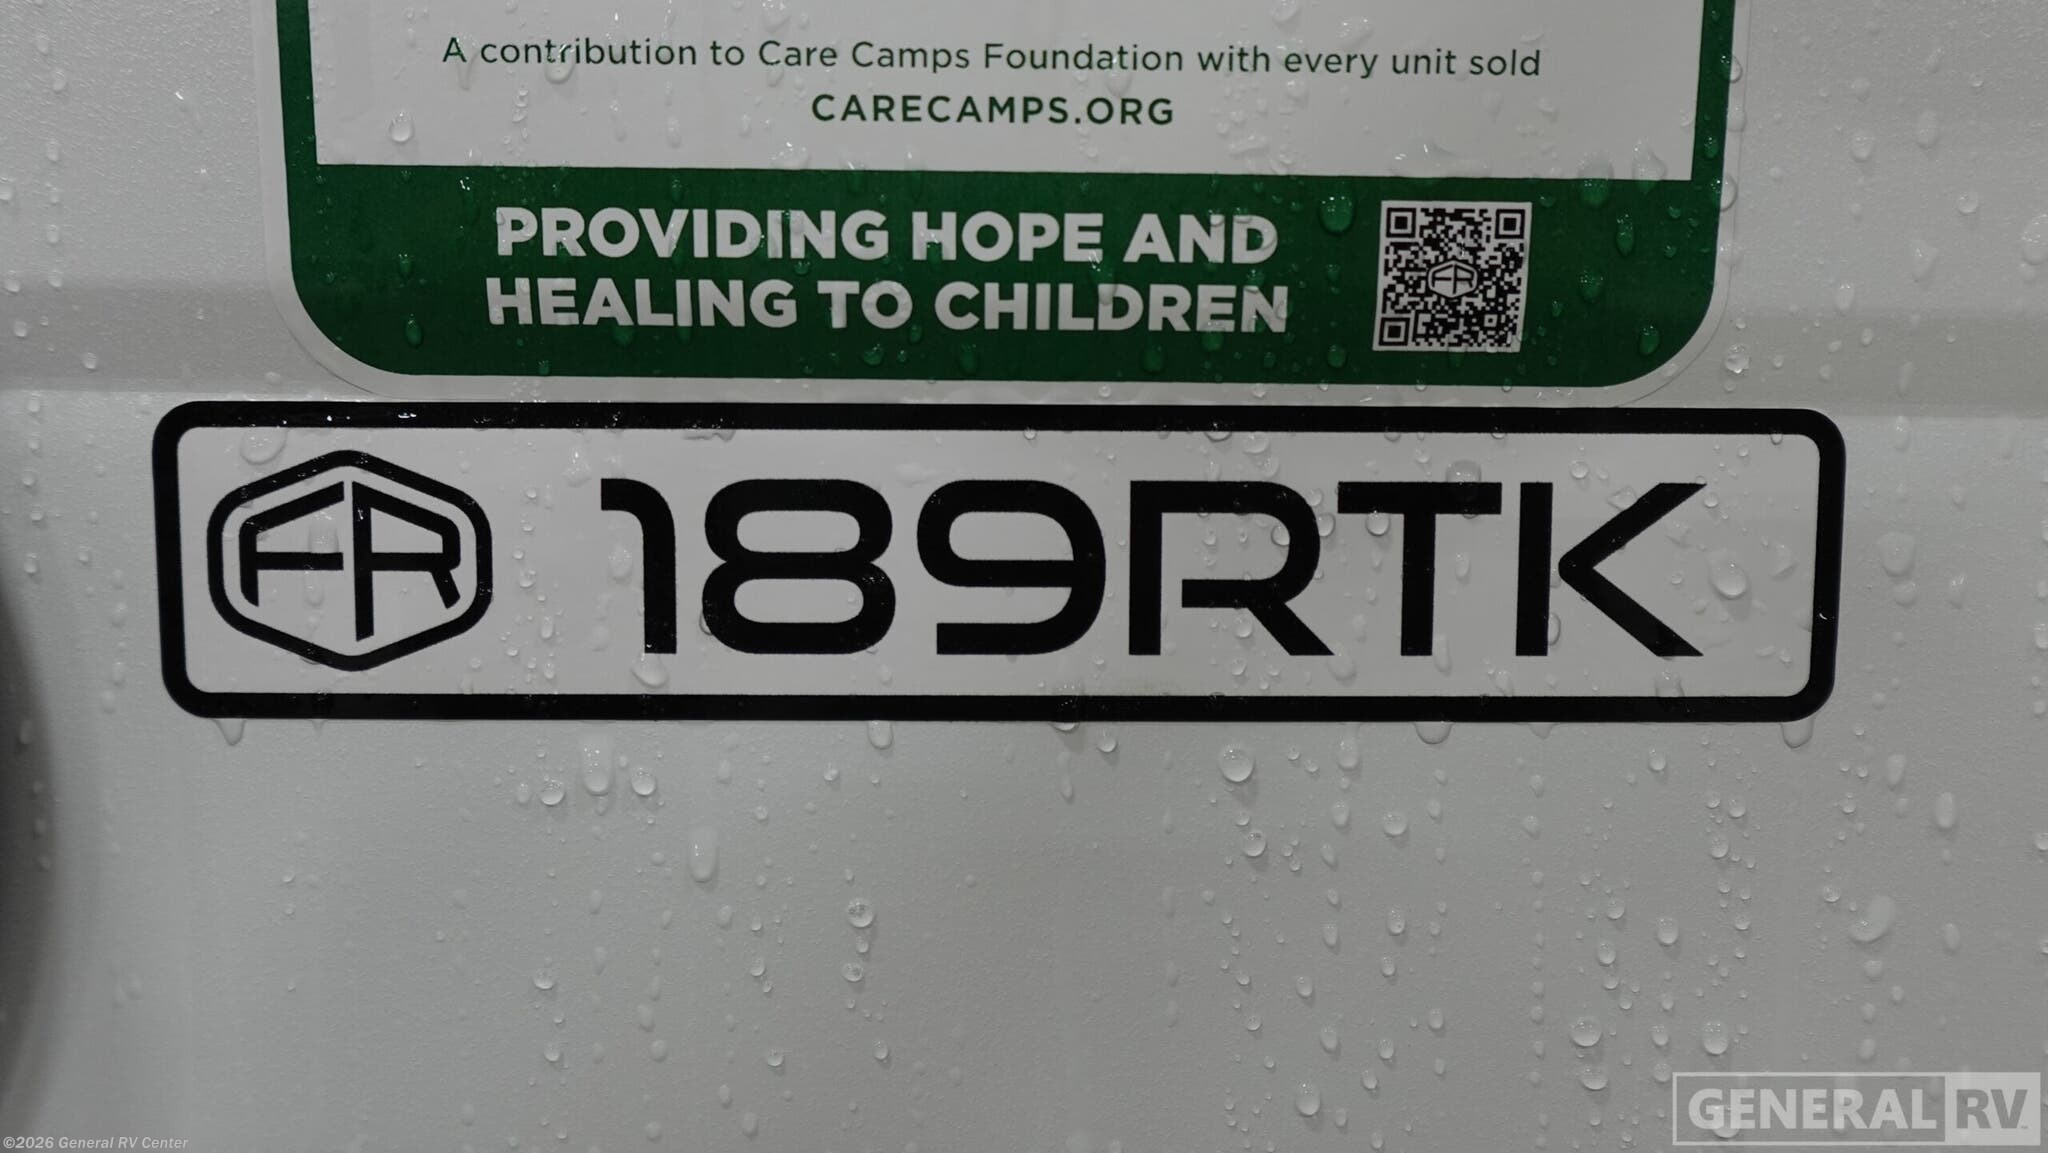 A contribution to Care Camps Foundation with every unit sold
CARECAMPS.ORG
PROVIDING HOPE AND
HEALING TO CHILDREN
FR
FR 189RTK
GENERAL RV
©2026 General RV Center